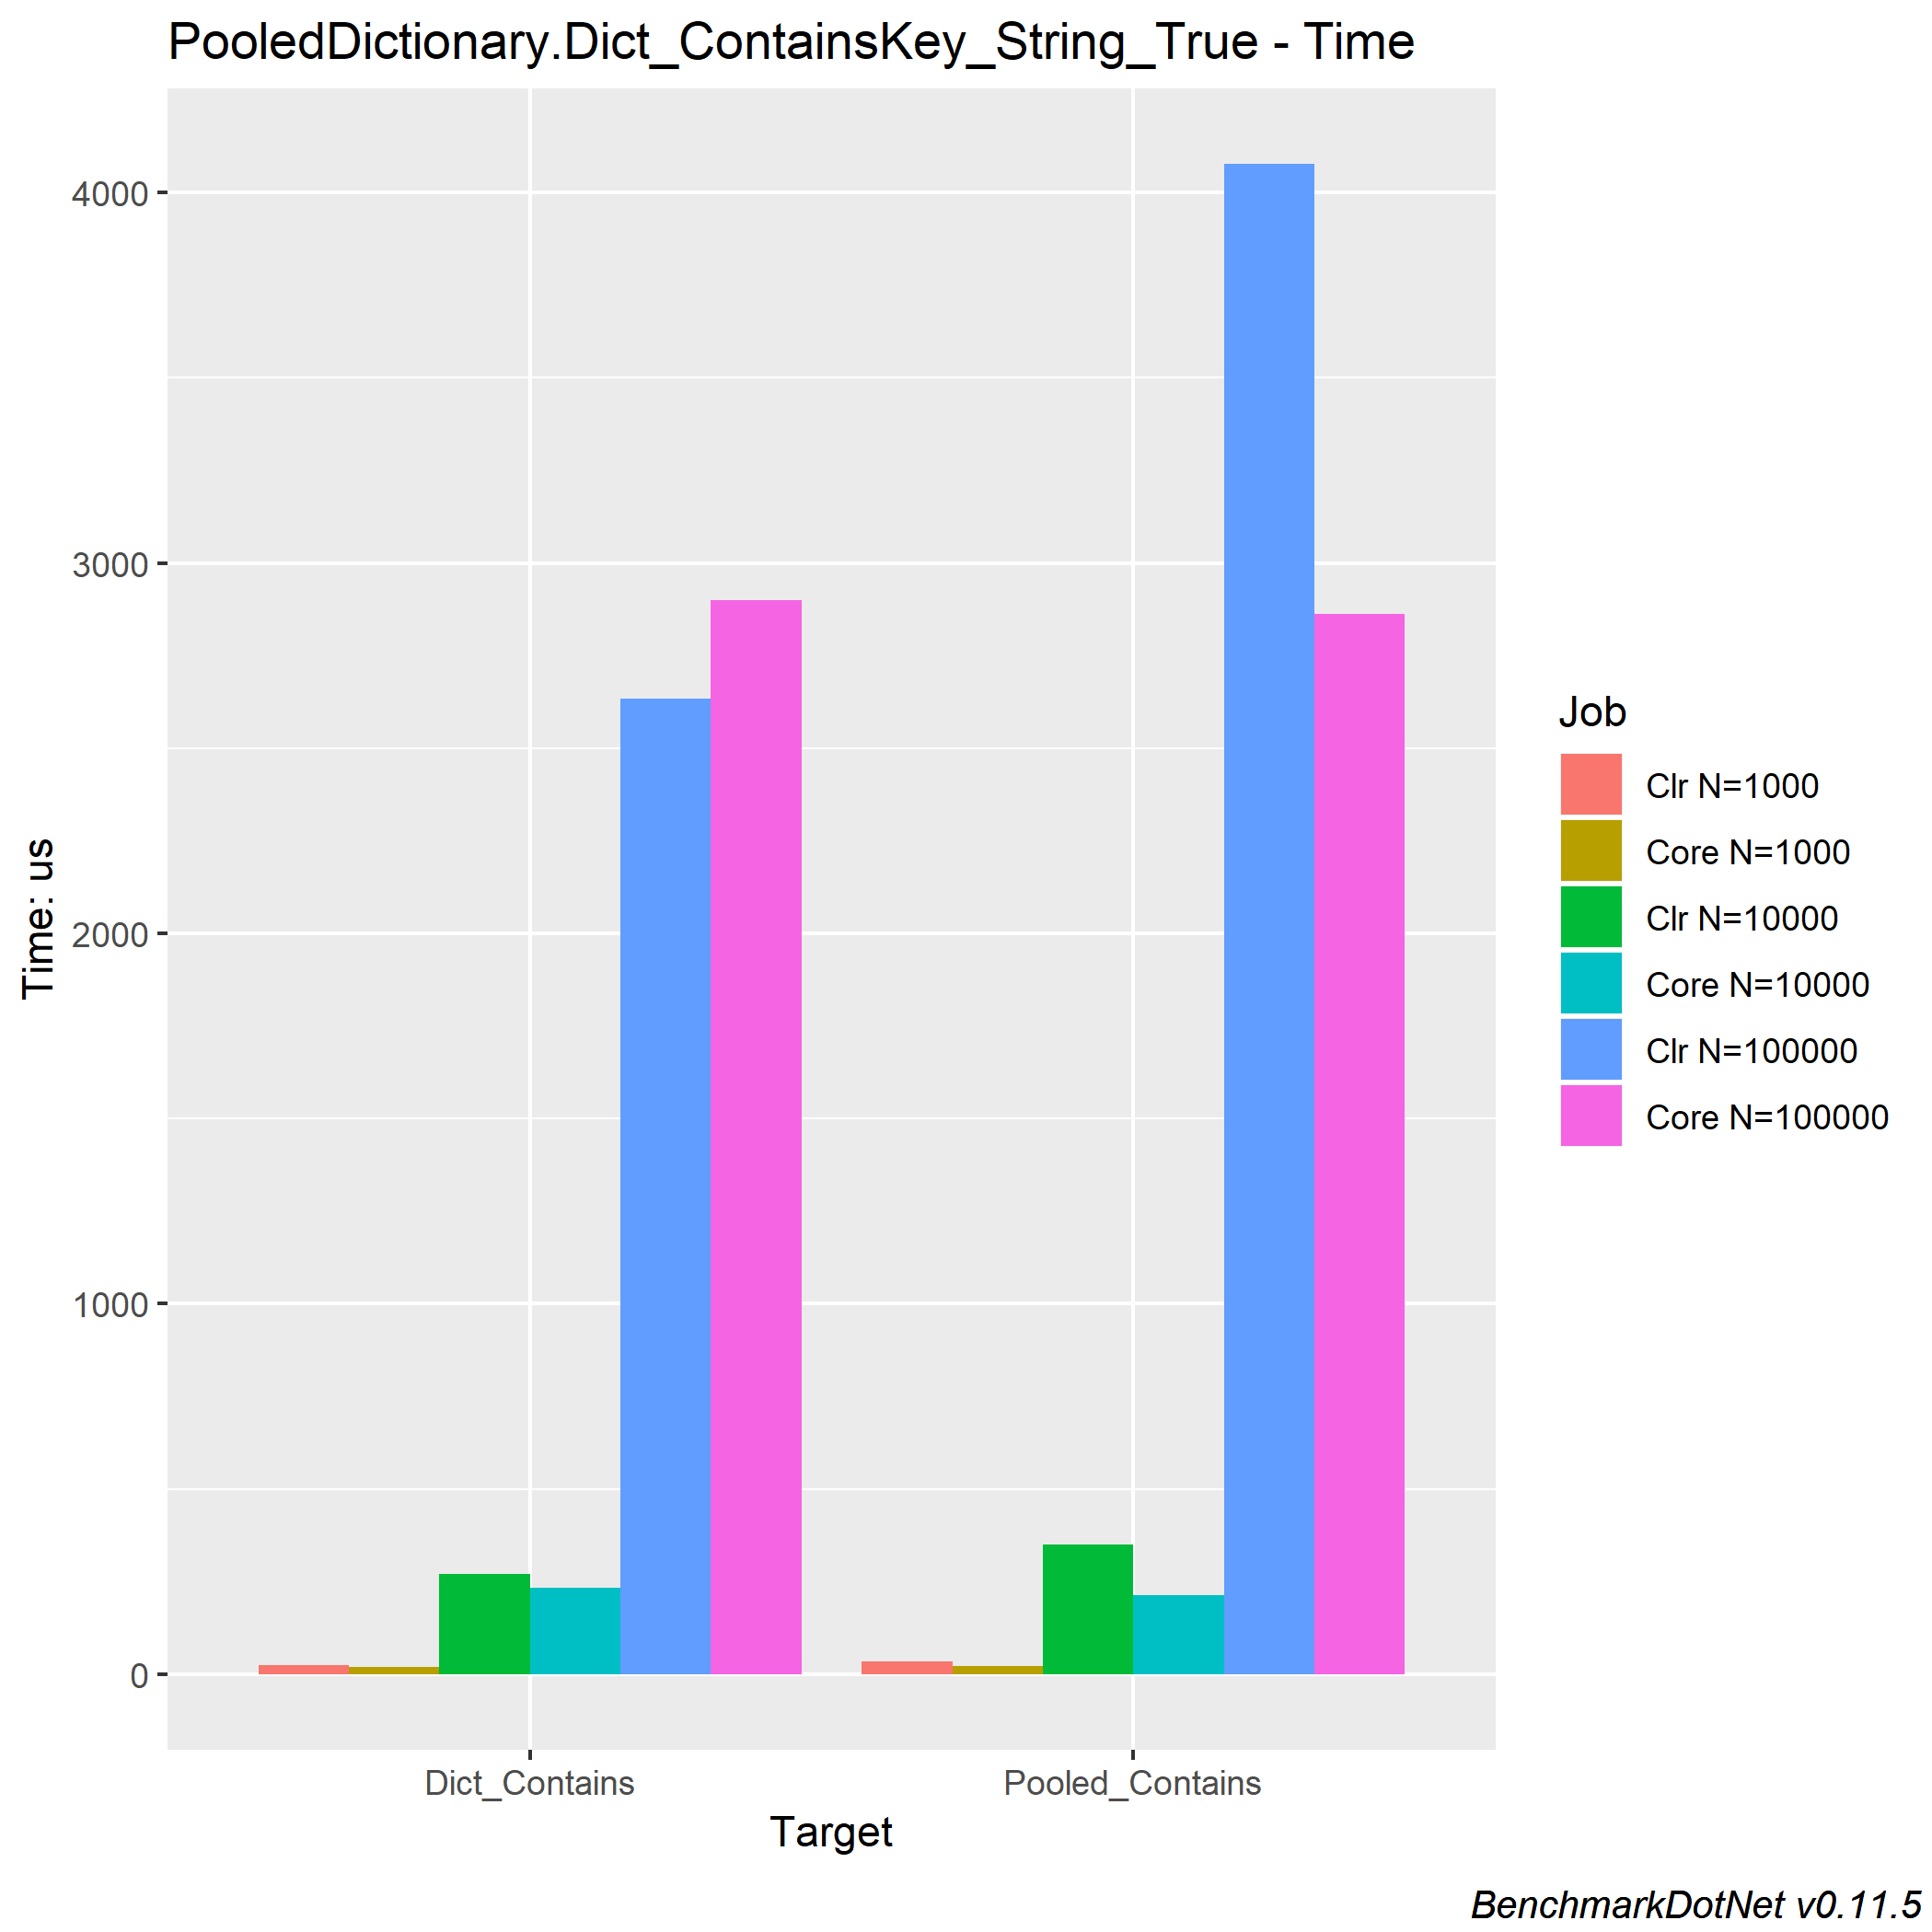 PooledDictionary.Dict_ContainsKey_String_True - Time
4000
3000
2000
1000
0
Time: us
Dict_Contains
Pooled_Contains
Target
Job
Clr N=1000
Core N=1000
Clr N=10000
Core N=10000
Clr N=100000
Core N=100000
BenchmarkDotNet v0.11.5